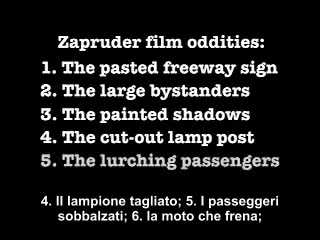 Zapruder film oddities:
1. The pasted freeway sign
2. The large bystanders
3. The painted shadows
4. The cut-out lamp post
5. The lurching passengers
4. Il lampione tagliato; 5. I passeggeri
sobbalzati; 6. la moto che frena;